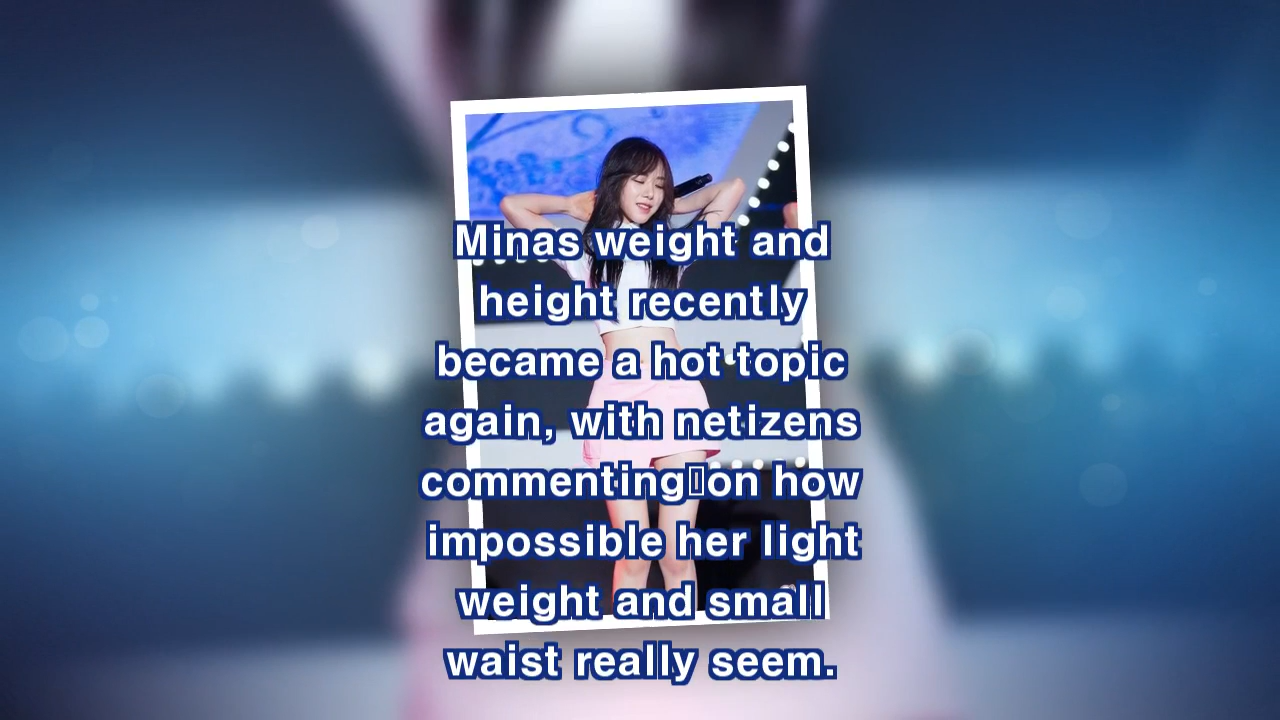 Minas weight and
height recently
became a hot topic
again, with netizens
commenting▯on how
impossible her light
weight and small
waist really seem.